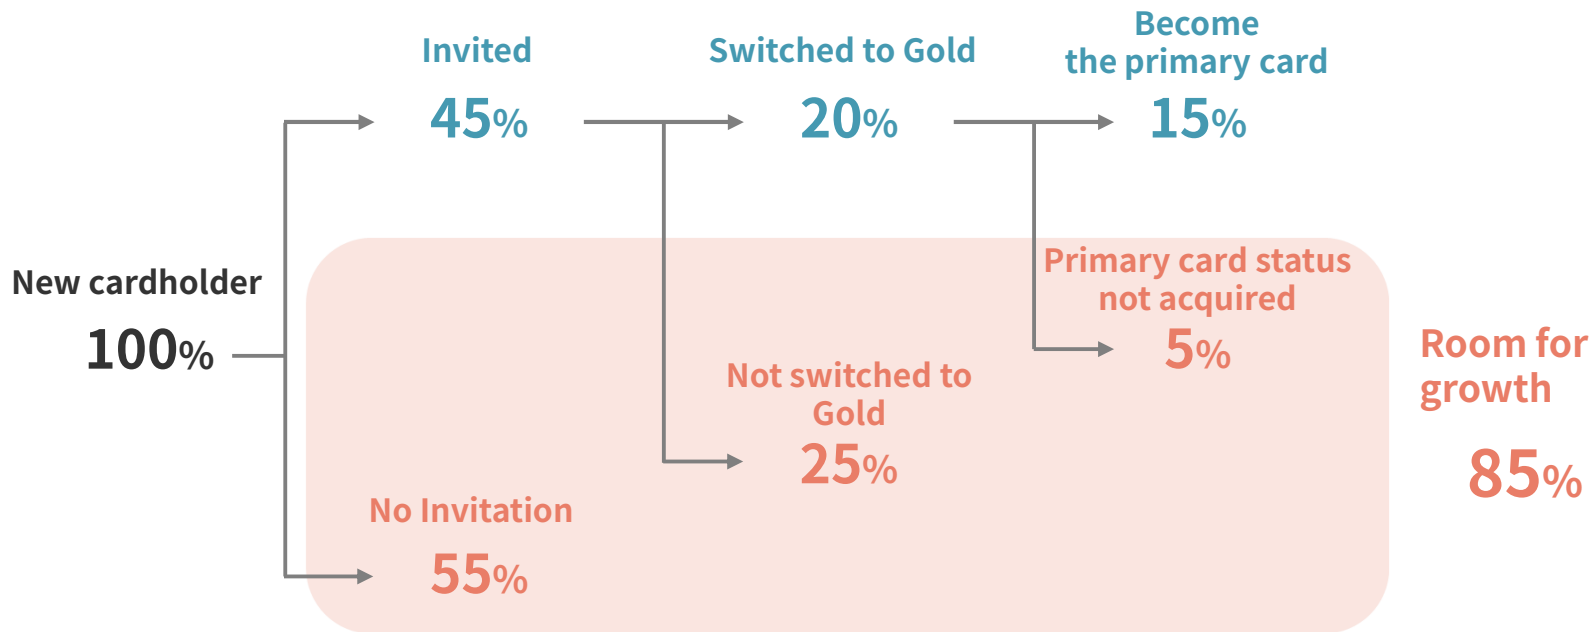 New cardholder
100%
Invited
45%
Switched to Gold
20%
Become
the primary card
15%
Primary card status
not acquired
5%
Not switched to
Gold
25%
No Invitation
55%
Room for
growth
85%